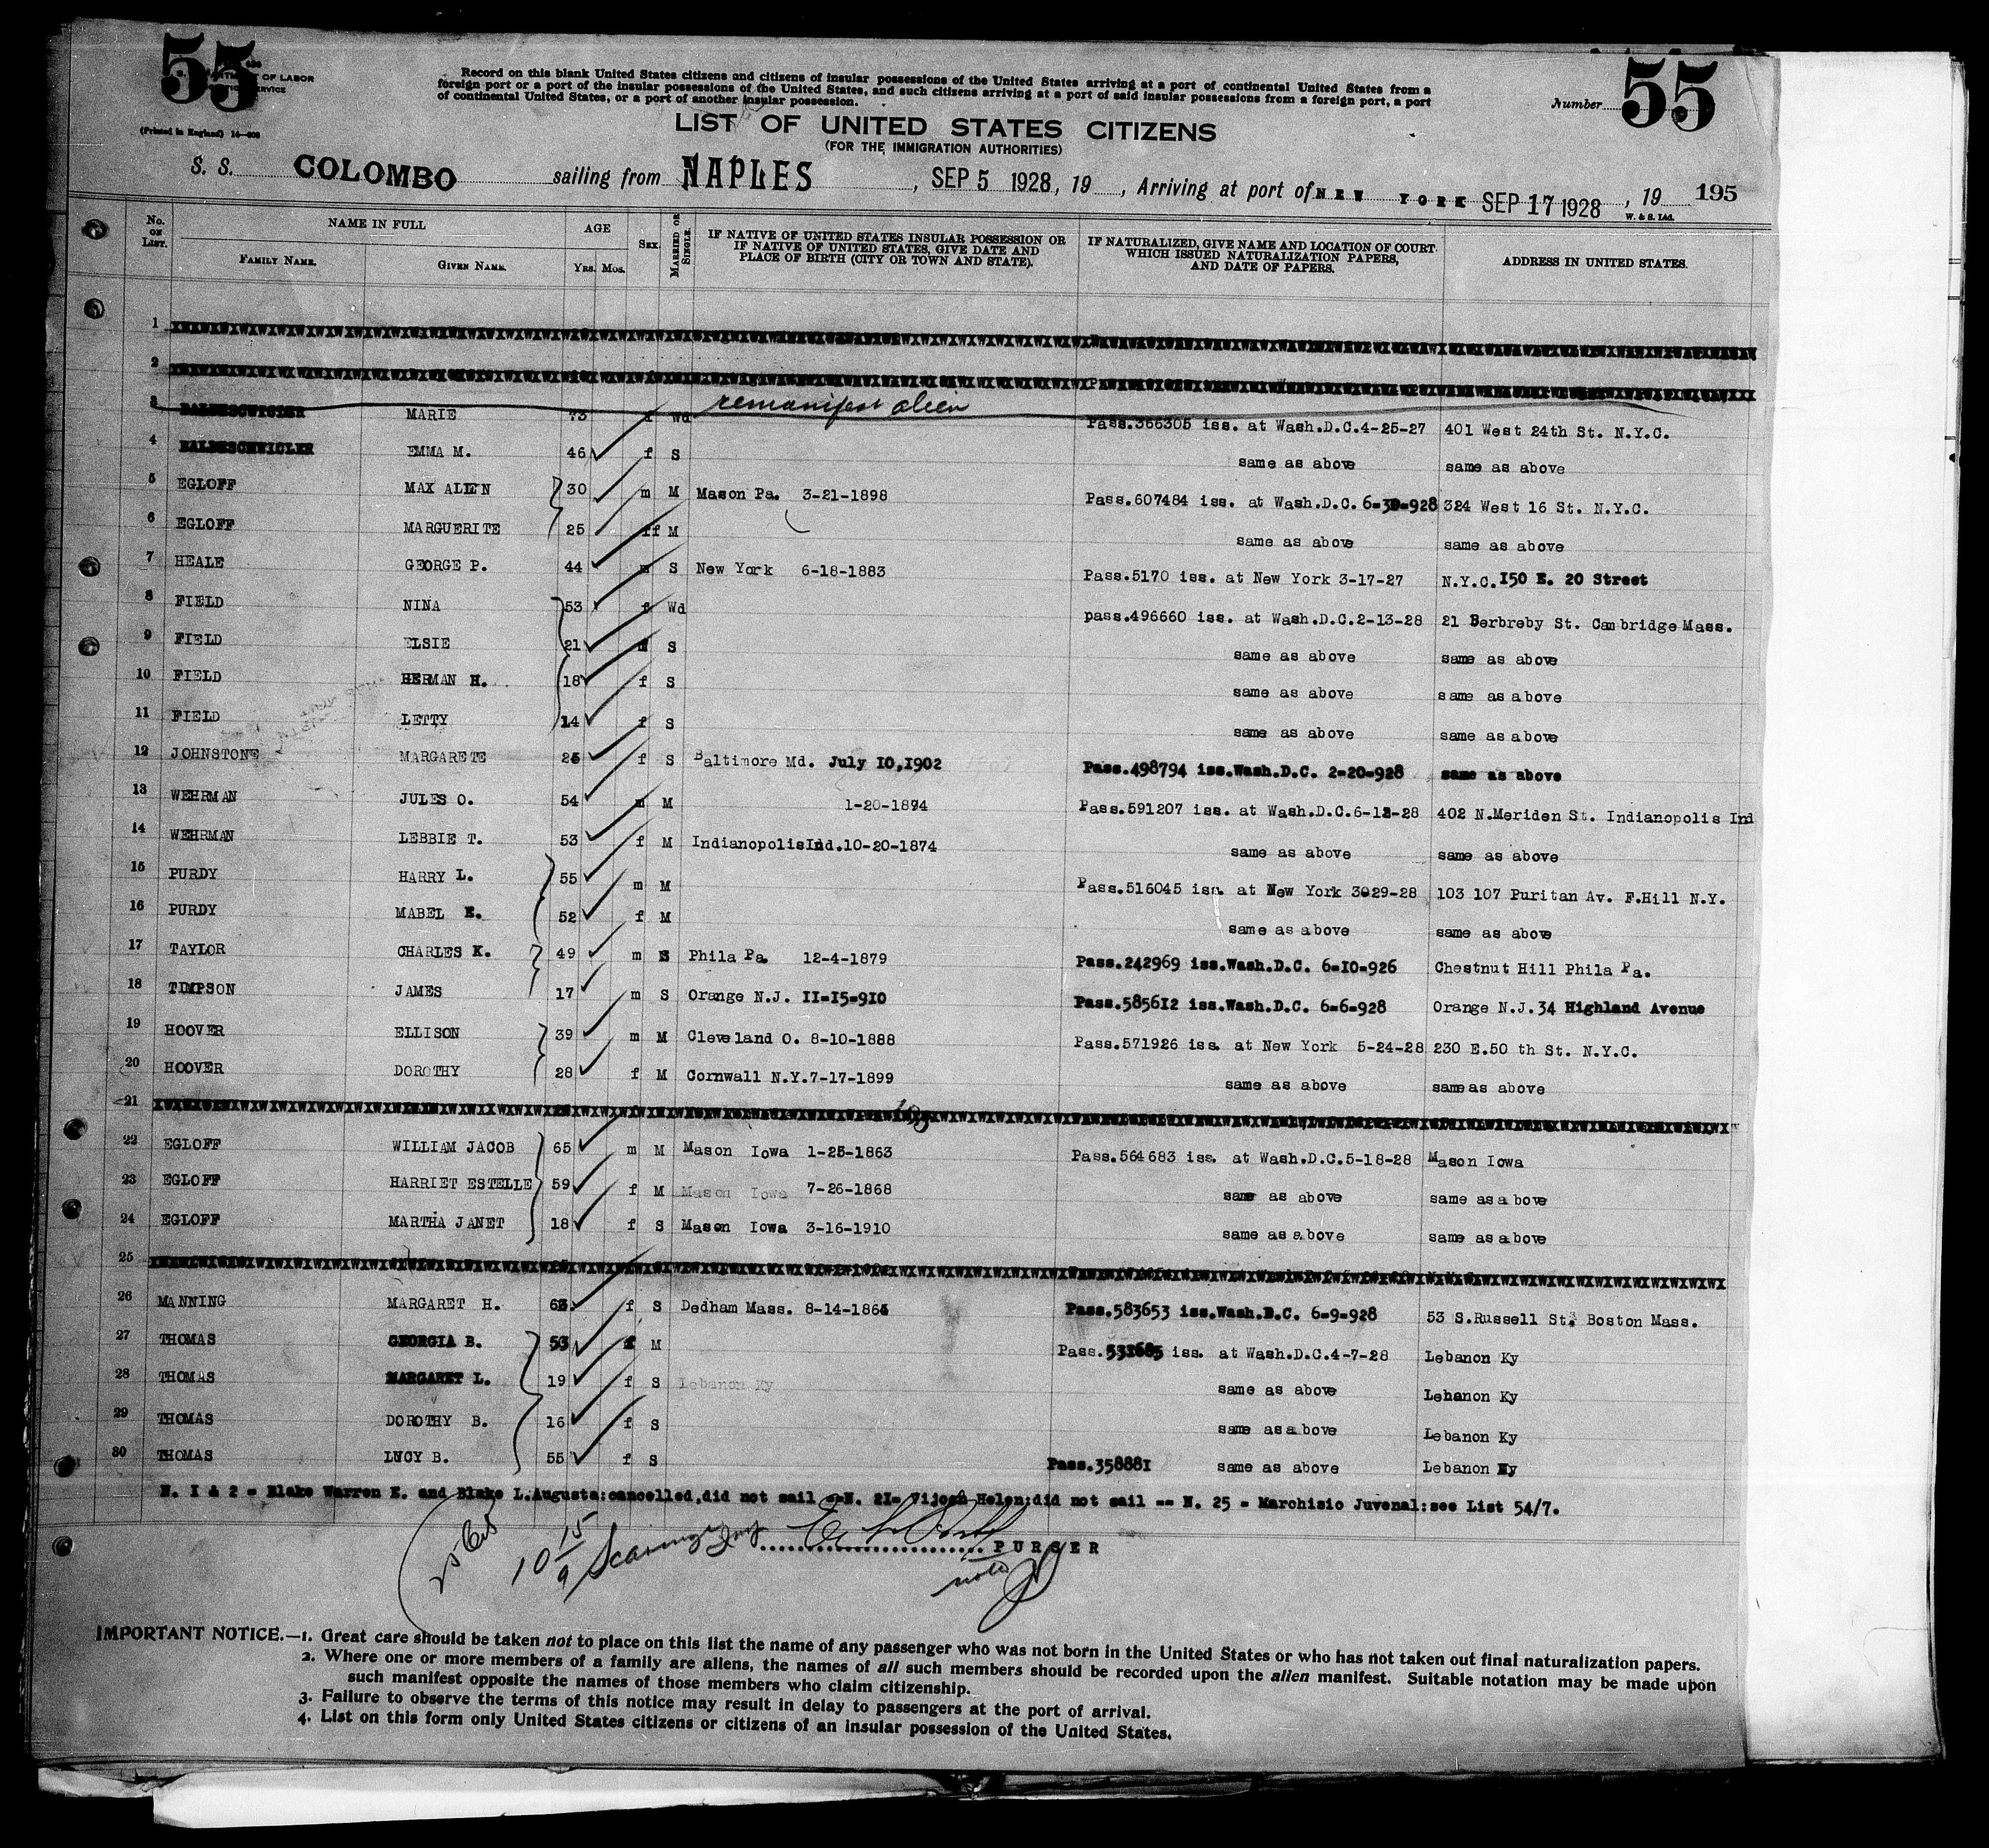 55
OF LABOR
SERVICE
(Printed in England) 14—606
Record on this blank United States citizens and citizens of insular possessions of the United States arriving at a port of continental United States from a
foreign port or a port of the insular possessions of the United States, and such citizens arriving at a port of said insular possessions from a foreign port, a port
of continental United States, or a port of another insular possession.
Number 55
LIST OF UNITED STATES CITIZENS
(FOR THE IMMIGRATION AUTHORITIES)
S. S. COLOMBO sailing from NAPLES, SEP 5 1928, 19, Arriving at port of NEW YORK SEP 17 1928, 19 195
W. & S. Ltd.
No. ON LIST. NAME IN FULL FAMILY NAME. GIVEN NAME. AGE YRS. MOS. SEX. MARRIED OR SINGLE. IF NATIVE OF UNITED STATES INSULAR POSSESSION OR IF NATIVE OF UNITED STATES, GIVE DATE AND PLACE OF BIRTH (CITY OR TOWN AND STATE). IF NATURALIZED, GIVE NAME AND LOCATION OF COURT WHICH ISSUED NATURALIZATION PAPERS, AND DATE OF PAPERS. ADDRESS IN UNITED STATES.
1
2
3 BALDESCHWIGLER MARIE 73 f Wd remanifest alien Pass.366305 iss. at Wash.D.C.4-25-27 401 West 24th St. N.Y.C.
4 BALDESCHWIGLER EMMA M. 46 f S same as above same as above
5 EGLOFF MAX ALLEN 30 m M Mason Pa. 3-21-1898 Pass.607484 iss. at Wash.D.C. 6-30-928 324 West 16 St. N.Y.C.
6 EGLOFF MARGUERITE 25 ff M same as above same as above
7 HEALE GEORGE P. 44 m S New York 6-18-1883 Pass.5170 iss. at New York 3-17-27 N.Y.C. 150 E. 20 Street
8 FIELD NINA 53 f Wd pass.496660 iss. at Wash.D.C.2-13-28 21 Berbreby St. Cambridge Mass.
9 FIELD ELSIE 21 S same as above same as above
10 FIELD HERMAN H. 18 f S same as above same as above
11 FIELD LETTY 14 f S same as above same as above
12 JOHNSTONE MARGARETE 26 f S Baltimore Md. July 10,1902 Pass.498794 iss.Wash.D.C. 2-20-928 same as above
13 WEHRMAN JULES O. 54 m M 1-20-1874 Pass.591207 iss. at Wash.D.C.6-13-28 402 N.Meriden St. Indianopolis Ind
14 WEHRMAN LEBBIE T. 53 f M Indianopolis Ind.10-20-1874 same as above same as above
15 PURDY HARRY L. 55 m M Pass.516045 iss. at New York 3029-28 103 107 Puritan Av. F.Hill N.Y.
16 PURDY MABEL E. 52 f M same as above same as above
17 TAYLOR CHARLES K. 49 m S Phila Pa. 12-4-1879 Pass.242969 iss.Wash.D.C. 6-10-926 Chestnut Hill Phila Pa.
18 TIMPSON JAMES 17 m S Orange N.J. 11-15-910 Pass.585612 iss.Wash.D.C. 6-6-928 Orange N.J. 34 Highland Avenue
19 HOOVER ELLISON 39 m M Cleveland O. 8-10-1888 Pass.571926 iss. at New York 5-24-28 230 E.50 th St. N.Y.C.
20 HOOVER DOROTHY 28 f M Cornwall N.Y.7-17-1899 same as above same as above
21
22 EGLOFF WILLIAM JACOB 65 m M Mason Iowa 1-25-1863 Pass.564683 iss. at Wash.D.C.5-18-28 Mason Iowa
23 EGLOFF HARRIET ESTELLE 59 f M Mason Iowa 7-26-1868 same as above same as above
24 EGLOFF MARTHA JANET 18 f S Mason Iowa 3-16-1910 same as above same as above
25
26 MANNING MARGARET H. 63 f S Dedham Mass. 8-14-1865 Pass.583653 iss.Wash.D.C. 6-9-928 53 S.Russell St. Boston Mass.
27 THOMAS GEORGIA B. 53 f M Pass.531685 iss. at Wash.D.C.4-7-28 Lebanon Ky
28 THOMAS MARGARET L. 19 f S Lebanon Ky same as above Lebanon Ky
29 THOMAS DOROTHY B. 16 f S same as above Lebanon Ky
30 THOMAS LUCY B. 55 f S Pass.358881 same as above Lebanon Ky
N. 1 & 2 = Blake Warren E. and Blake L.Augusta:cancelled,did not sail -- N. 21= Vijosh Helen:did not sail -- N. 25 = Marchisio Juvenal:see List 54/7.
PURSER
IMPORTANT NOTICE.—1. Great care should be taken not to place on this list the name of any passenger who was not born in the United States or who has not taken out final naturalization papers.
2. Where one or more members of a family are aliens, the names of all such members should be recorded upon the alien manifest. Suitable notation may be made upon
such manifest opposite the names of those members who claim citizenship.
3. Failure to observe the terms of this notice may result in delay to passengers at the port of arrival.
4. List on this form only United States citizens or citizens of an insular possession of the United States.